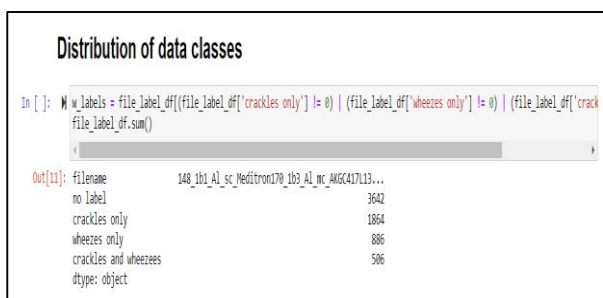 Distribution of data classes
In [ ]: w_labels = file_label_df[(file_label_df['crackles only'] != 0) | (file_label_df['wheezes only'] != 0) | (file_label_df['crack
file_label_df.sum()
Out[11]: filename 148_1b1_Al_sc_Meditron170_1b3_Al_mc_AKGC417L13...
no label 3642
crackles only 1864
wheezes only 886
crackles and wheezees 506
dtype: object